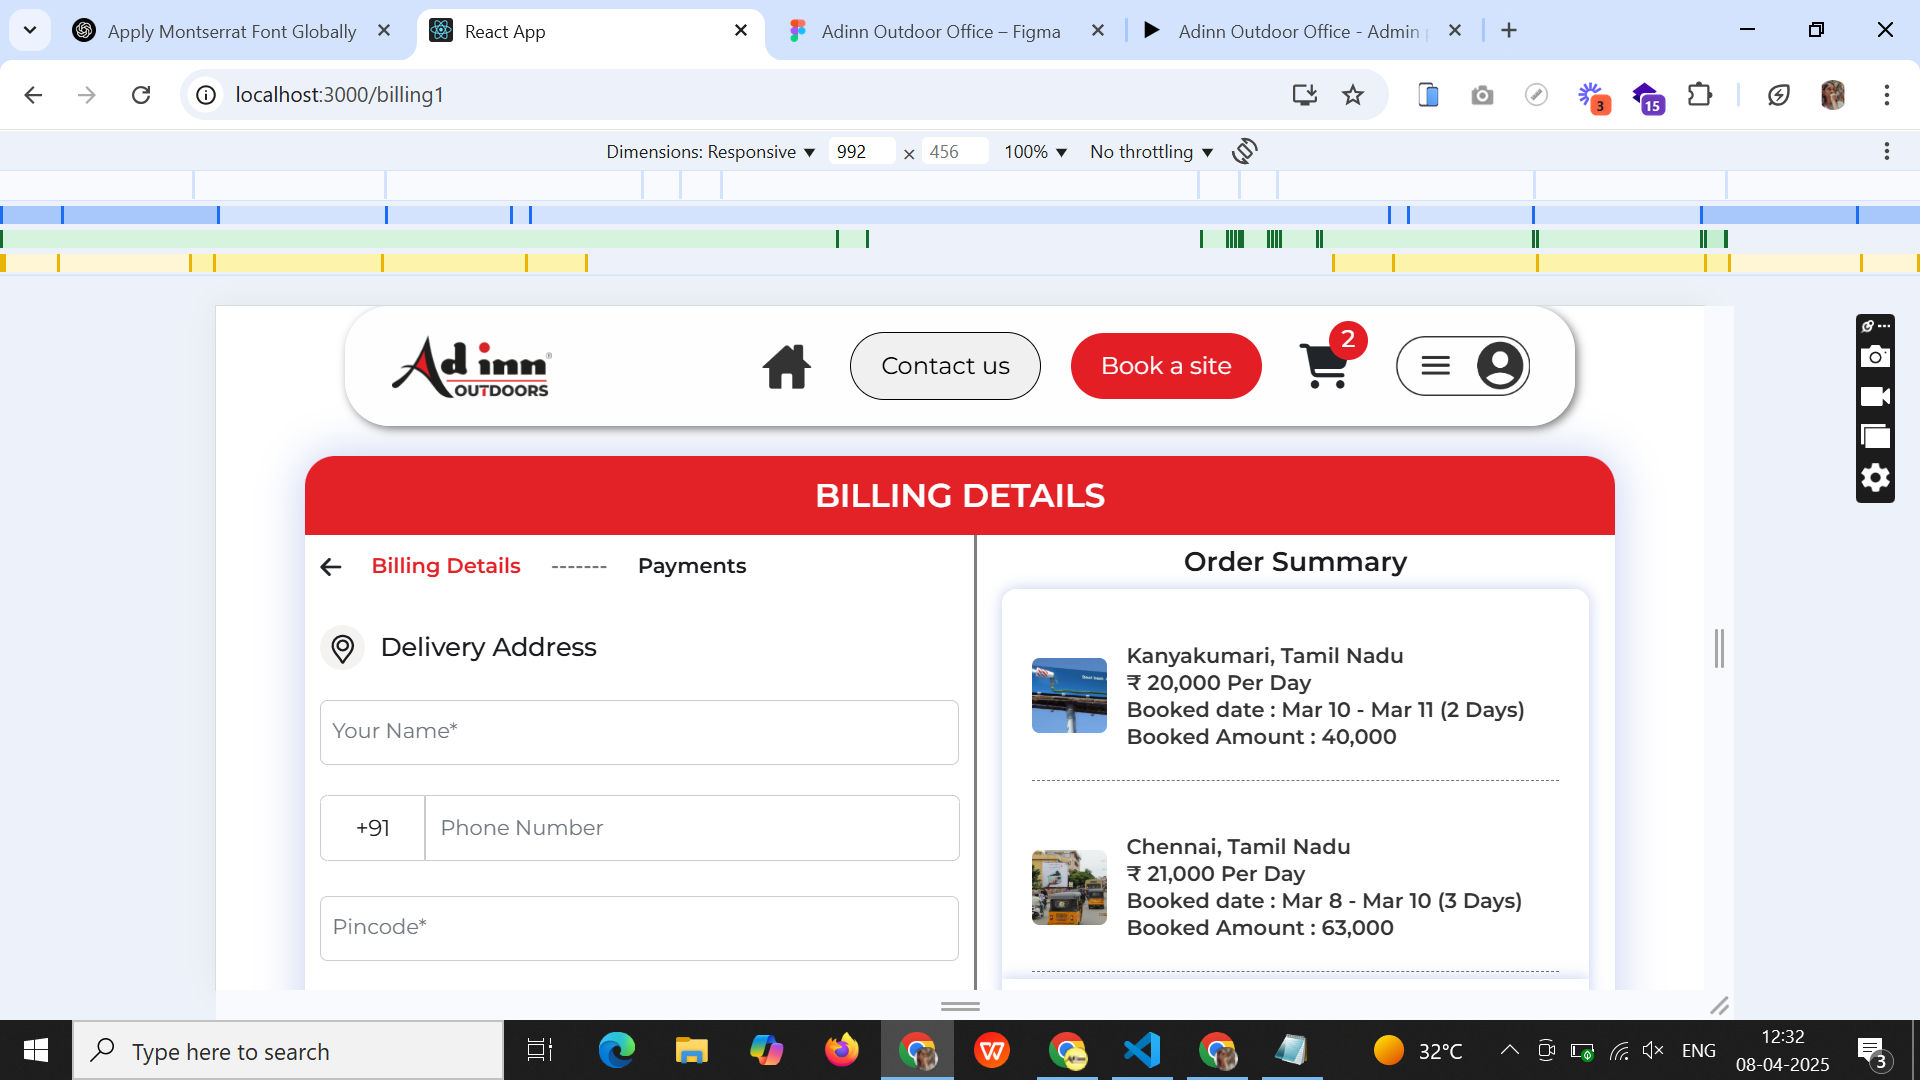 Apply Montserrat Font Globally
React App
Adinn Outdoor Office – Figma
Adinn Outdoor Office - Admin
localhost:3000/billing1
3
15
Dimensions: Responsive
992
×
456
100%
No throttling
Ad inn®
OUTDOORS
Contact us
Book a site
2
BILLING DETAILS
Billing Details
-------
Payments
Delivery Address
Your Name*
+91
Phone Number
Pincode*
Order Summary
Kanyakumari, Tamil Nadu
₹ 20,000 Per Day
Booked date : Mar 10 - Mar 11 (2 Days)
Booked Amount : 40,000
Chennai, Tamil Nadu
₹ 21,000 Per Day
Booked date : Mar 8 - Mar 10 (3 Days)
Booked Amount : 63,000
Type here to search
32°C
ENG
12:32
08-04-2025
3